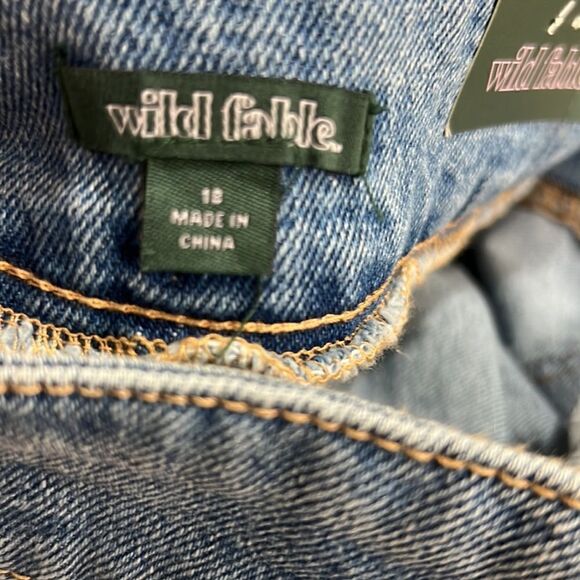 wild fable.
18
MADE IN
CHINA
wild fable